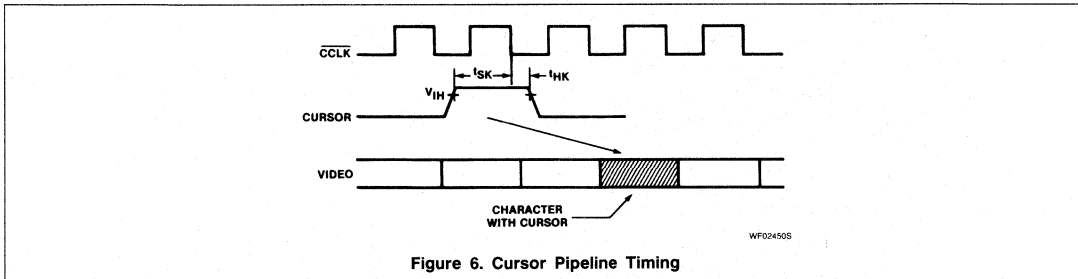 CCLK
tSK
tHK
VIH
CURSOR
VIDEO
CHARACTER
WITH CURSOR
WF02450S
Figure 6. Cursor Pipeline Timing